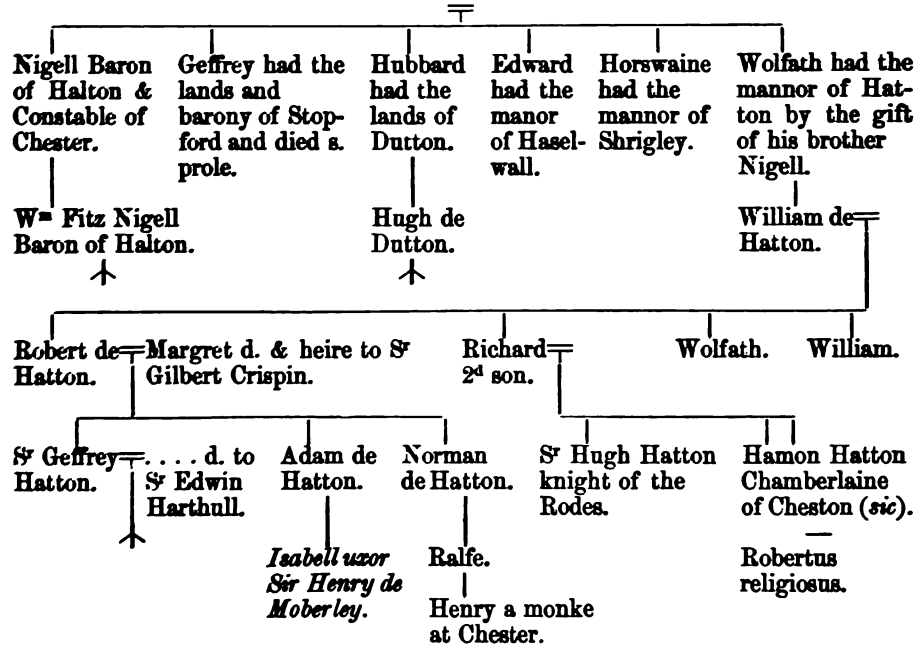 Nigell Baron
of Halton &
Constable of
Chester.
Geffrey had the
lands and
barony of Stop-
ford and died s.
prole.
Hubbard
had the
lands of
Dutton.
Edward
had the
manor
of Hasel-
wall.
Horswaine
had the
mannor of
Shrigley.
Wolfath had the
mannor of Hat-
ton by the gift
of his brother
Nigell.
Wm Fitz Nigell
Baron of Halton.
Hugh de
Dutton.
William de
Hatton.
Robert de
Hatton.
Margret d. & heire to Sr
Gilbert Crispin.
Richard
2d son.
Wolfath.
William.
Sr Geffrey
Hatton.
. . . . d. to
Sr Edwin
Harthull.
Adam de
Hatton.
Norman
de Hatton.
Sr Hugh Hatton
knight of the
Rodes.
Hamon Hatton
Chamberlaine
of Cheston (sic).
Isabell uxor
Sir Henry de
Moberley.
Ralfe.
Robertus
religiosus.
Henry a monke
at Chester.